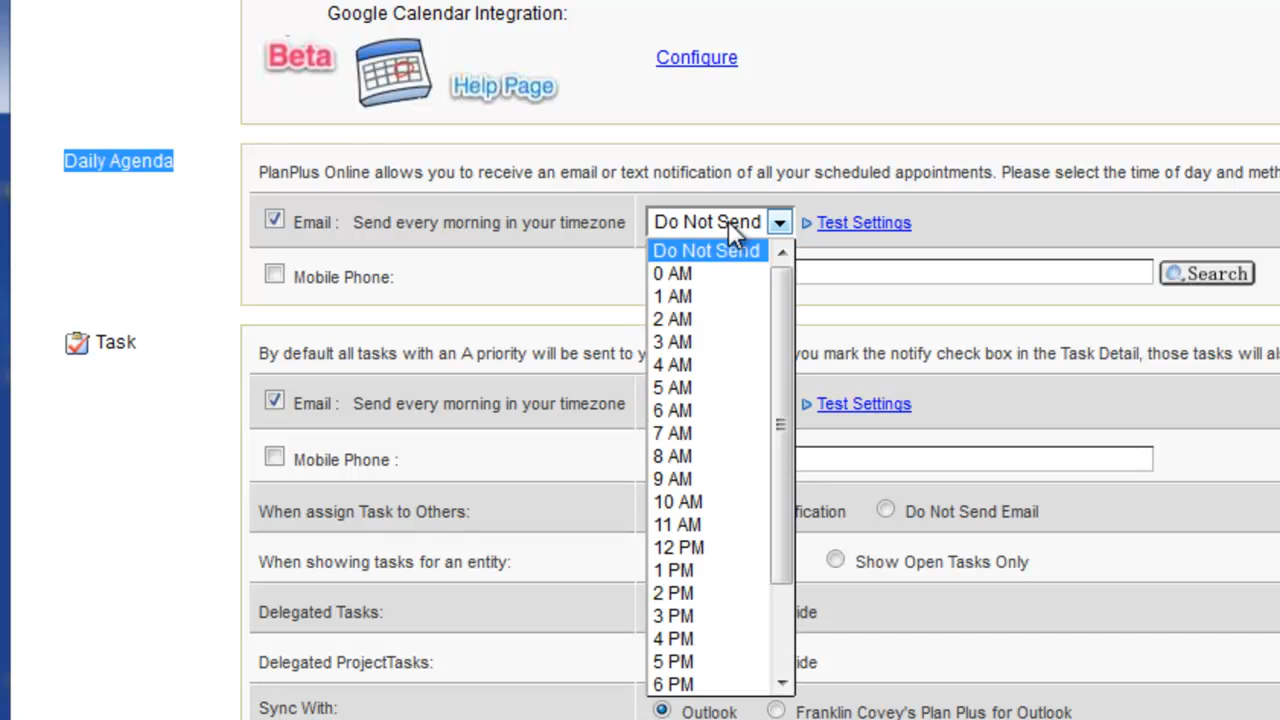 Google Calendar Integration:
Beta
Help Page
Configure
Daily Agenda
PlanPlus Online allows you to receive an email or text notification of all your scheduled appointments. Please select the time of day and meth
Email : Send every morning in your timezone
Do Not Send
Test Settings
Do Not Send
0 AM
1 AM
2 AM
3 AM
4 AM
5 AM
6 AM
7 AM
8 AM
9 AM
10 AM
11 AM
12 PM
1 PM
2 PM
3 PM
4 PM
5 PM
6 PM
Mobile Phone:
Search
Task
By default all tasks with an A priority will be sent to y
you mark the notify check box in the Task Detail, those tasks will al
Email : Send every morning in your timezone
Test Settings
Mobile Phone :
When assign Task to Others:
fication
Do Not Send Email
When showing tasks for an entity:
Show Open Tasks Only
Delegated Tasks:
ide
Delegated ProjectTasks:
ide
Sync With:
Outlook
Franklin Covey's Plan Plus for Outlook